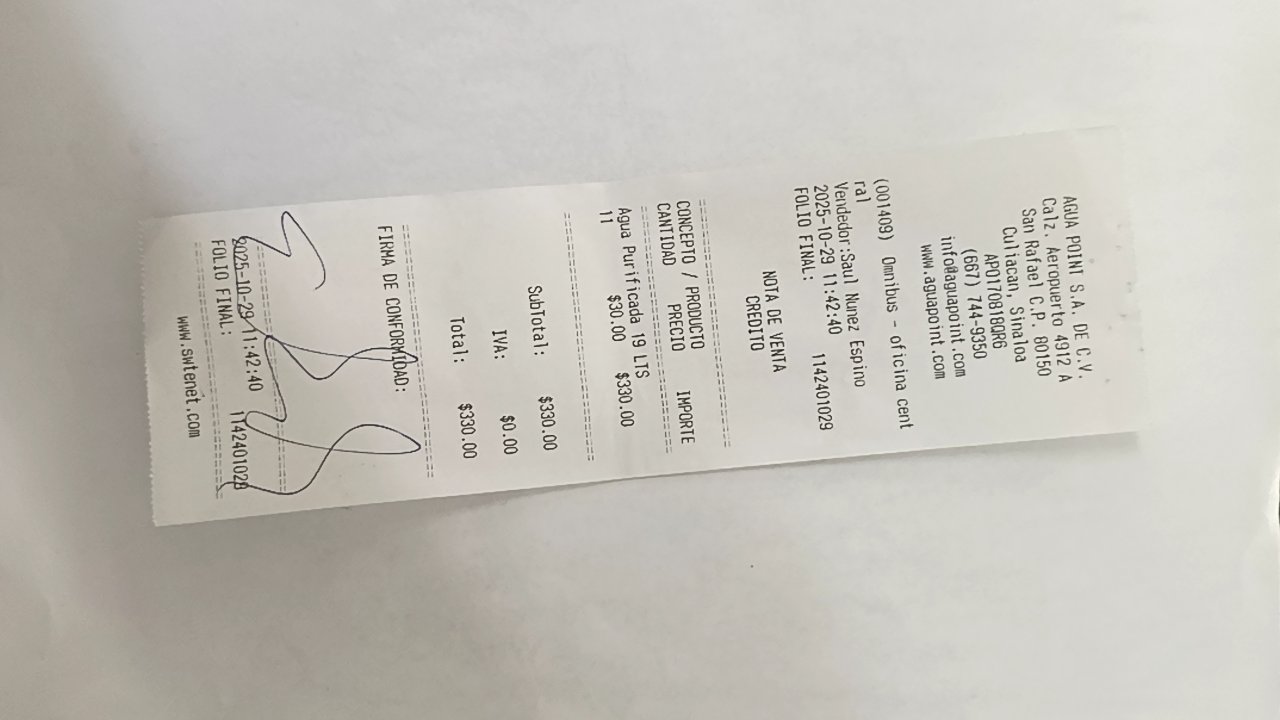 AGUA POINT S.A. DE C.V.
Calz. Aeropuerto 4912 A
San Rafael C.P. 80150
Culiacan, Sinaloa
APO170818QR6
(667) 744-9350
info@aguapoint.com
www.aguapoint.com
(001409) Omnibus - oficina cent
ral
Vendedor:Saul Nunez Espino
2025-10-29 11:42:40
FOLIO FINAL: 1142401029
NOTA DE VENTA
CREDITO
===============================
CONCEPTO / PRODUCTO
CANTIDAD PRECIO IMPORTE
===============================
Agua Purificada 19 LTS
11 $30.00 $330.00
===============================
SubTotal: $330.00
IVA: $0.00
Total: $330.00
===============================
FIRMA DE CONFORMIDAD:
===============================
2025-10-29 11:42:40
FOLIO FINAL: 1142401029
===============================
www.swtenet.com